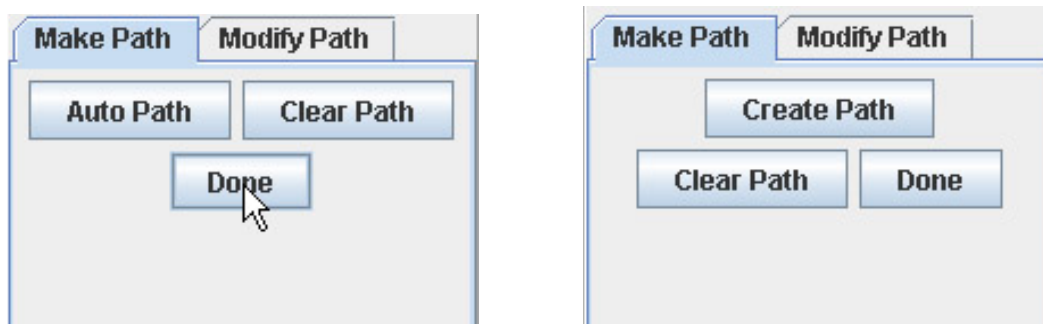 Make Path Modify Path
Auto Path Clear Path
Done
Make Path Modify Path
Create Path
Clear Path Done